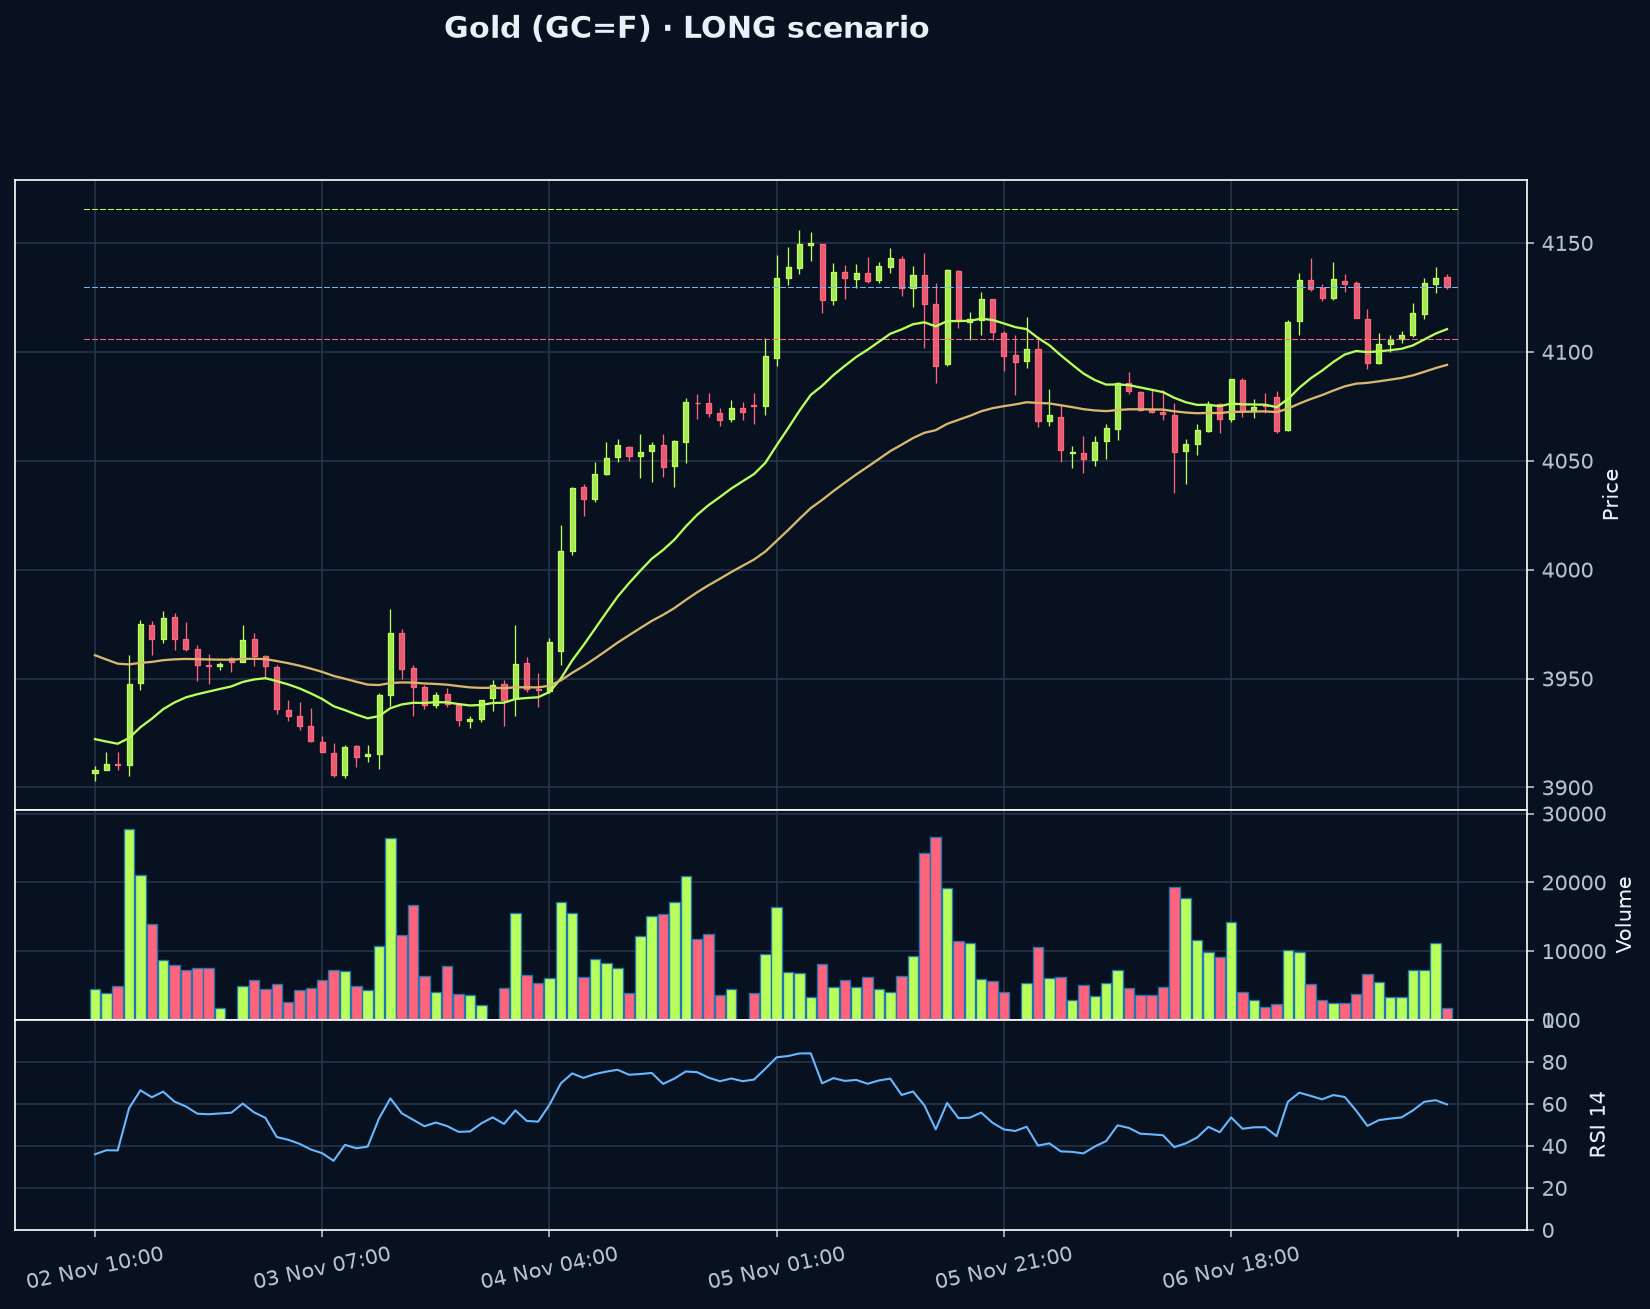 Gold (GC=F) · LONG scenario
4150
4100
4050
4000
3950
3900
Price
30000
20000
10000
0
Volume
100
80
60
40
20
0
RSI 14
02 Nov 10:00
03 Nov 07:00
04 Nov 04:00
05 Nov 01:00
05 Nov 21:00
06 Nov 18:00